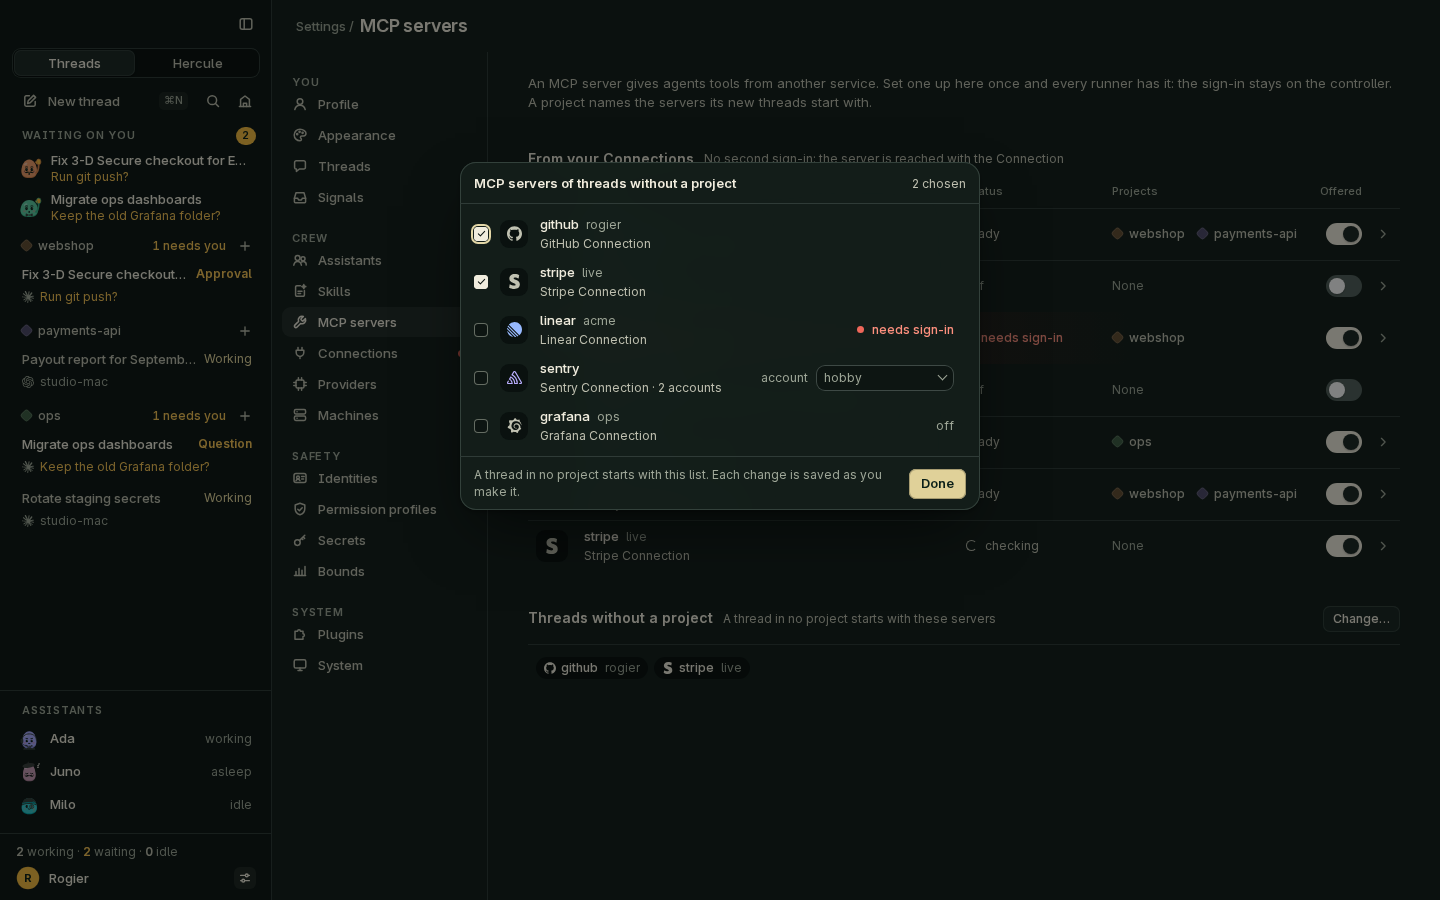 Threads
Hercule
New thread
⌘N
WAITING ON YOU
2
Fix 3-D Secure checkout for E…
Run git push?
Migrate ops dashboards
Keep the old Grafana folder?
webshop
1 needs you
Fix 3-D Secure checkout…
Approval
Run git push?
payments-api
Payout report for Septemb…
Working
studio-mac
ops
1 needs you
Migrate ops dashboards
Question
Keep the old Grafana folder?
Rotate staging secrets
Working
studio-mac
ASSISTANTS
Ada
working
Juno
asleep
Milo
idle
2 working · 2 waiting · 0 idle
R
Rogier
Settings / MCP servers
YOU
Profile
Appearance
Threads
Signals
CREW
Assistants
Skills
MCP servers
Connections
Providers
Machines
SAFETY
Identities
Permission profiles
Secrets
Bounds
SYSTEM
Plugins
System
An MCP server gives agents tools from another service. Set one up here once and every runner has it: the sign-in stays on the controller.
A project names the servers its new threads start with.
From your Connections
No second sign-in: the server is reached with the Connection
Projects
Offered
webshop
payments-api
None
needs sign-in
webshop
None
ops
webshop
payments-api
stripe live
Stripe Connection
checking
None
Threads without a project
A thread in no project starts with these servers
Change…
github rogier
stripe live
MCP servers of threads without a project
2 chosen
github rogier
GitHub Connection
stripe live
Stripe Connection
linear acme
Linear Connection
needs sign-in
sentry
Sentry Connection · 2 accounts
account
hobby
grafana ops
Grafana Connection
off
A thread in no project starts with this list. Each change is saved as you
make it.
Done